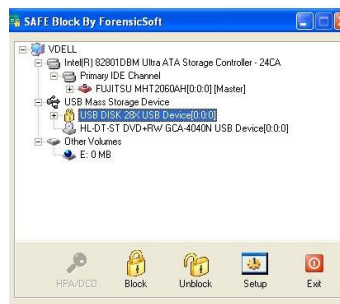 SAFE Block By ForensicSoft
VDELL
Intel(R) 82801DBM Ultra ATA Storage Controller - 24CA
Primary IDE Channel
FUJITSU MHT2060AH[0:0:0] [Master]
USB Mass Storage Device
USB DISK 28X USB Device[0:0:0]
HL-DT-ST DVD+RW GCA-4040N USB Device[0:0:0]
Other Volumes
E: 0 MB
HPA/DCO Block Unblock Setup Exit